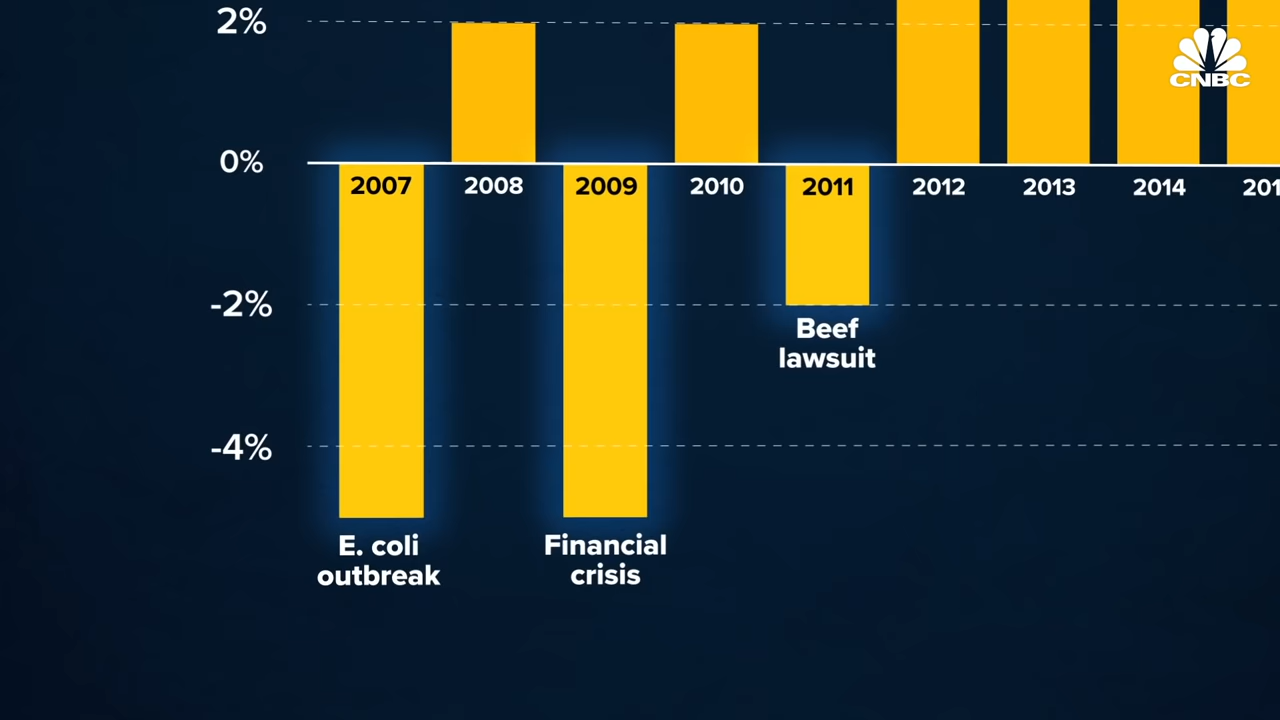 2%
CNBC
0%
2007
2008
2009
2010
2011
2012
2013
2014
201
-2%
Beef
lawsuit
-4%
E. coli
outbreak
Financial
crisis